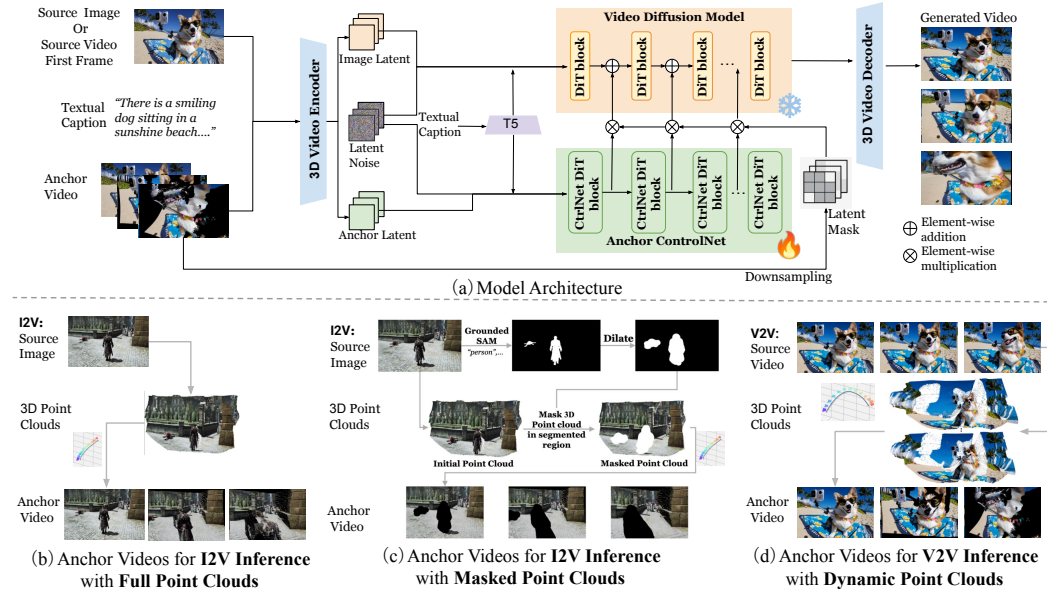 Source Image
Or
Source Video
First Frame
Textual
Caption
“There is a smiling
dog sitting in a
sunshine beach....”
Anchor
Video
3D Video Encoder
Image Latent
Latent
Noise
Anchor Latent
Textual
Caption
T5
Video Diffusion Model
DiT block
DiT block
DiT block
...
DiT block
CtrlNet DiT
block
CtrlNet DiT
block
CtrlNet DiT
block
...
CtrlNet DiT
block
Anchor ControlNet
Latent
Mask
Downsampling
3D Video Decoder
Generated Video
Element-wise
addition
Element-wise
multiplication
(a) Model Architecture
I2V:
Source
Image
3D Point
Clouds
Anchor
Video
(b) Anchor Videos for I2V Inference
with Full Point Clouds
I2V:
Source
Image
Grounded
SAM
"person",...
Dilate
3D Point
Clouds
Mask 3D
Point cloud
in segmented
region
Initial Point Cloud
Masked Point Cloud
Anchor
Video
(c) Anchor Videos for I2V Inference
with Masked Point Clouds
V2V:
Source
Video
3D Point
Clouds
Anchor
Video
(d) Anchor Videos for V2V Inference
with Dynamic Point Clouds